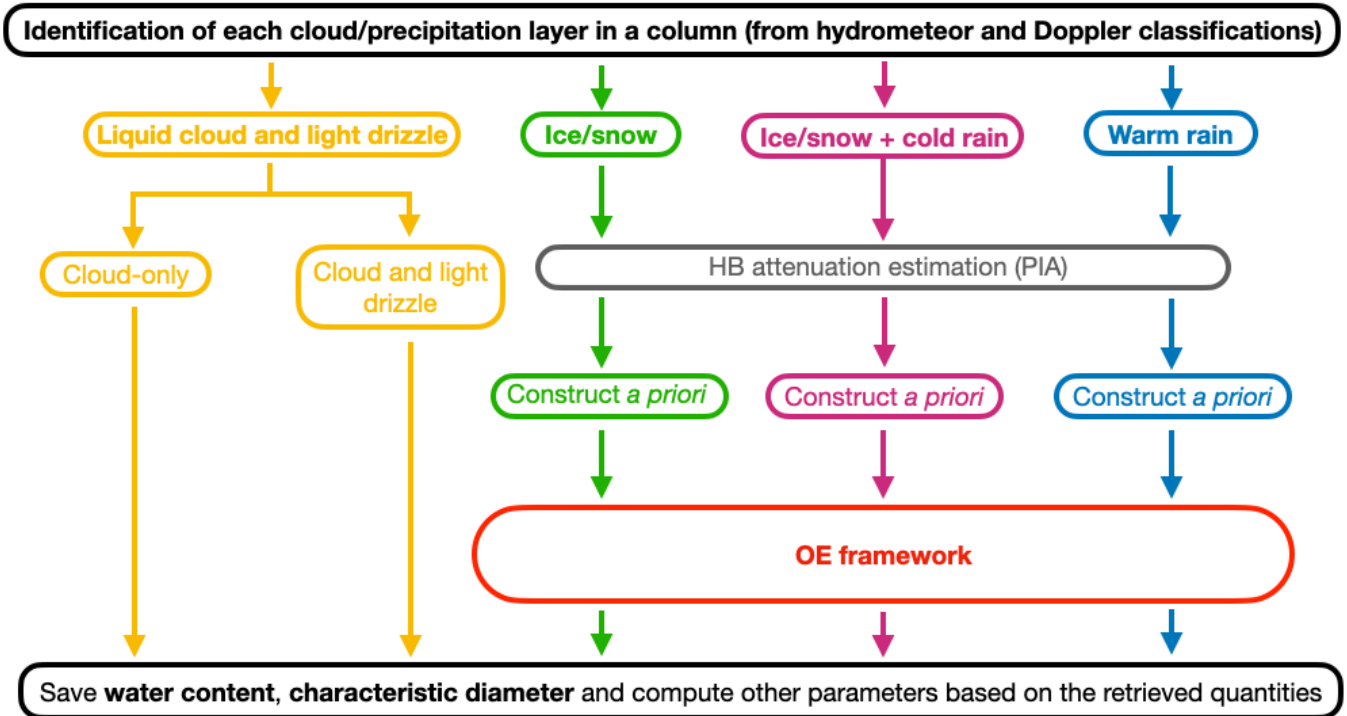 Identification of each cloud/precipitation layer in a column (from hydrometeor and Doppler classifications)
Liquid cloud and light drizzle
Ice/snow
Ice/snow + cold rain
Warm rain
Cloud-only
Cloud and light
drizzle
HB attenuation estimation (PIA)
Construct a priori
Construct a priori
Construct a priori
OE framework
Save water content, characteristic diameter and compute other parameters based on the retrieved quantities